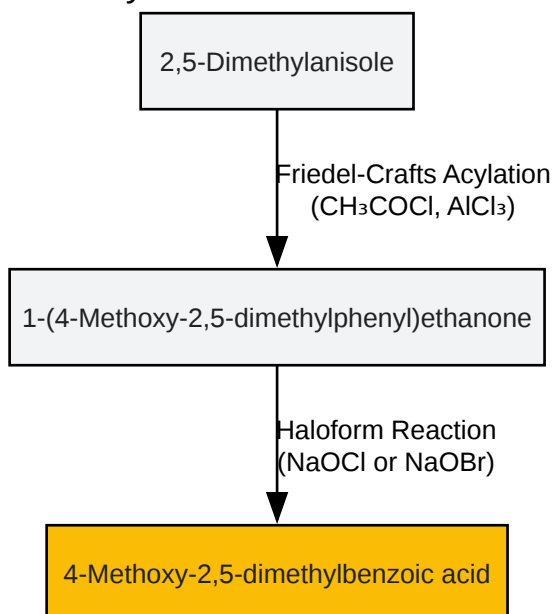 2,5-Dimethylanisole
Friedel-Crafts Acylation
(CH₃COCl, AlCl₃)
1-(4-Methoxy-2,5-dimethylphenyl)ethanone
Haloform Reaction
(NaOCl or NaOBr)
4-Methoxy-2,5-dimethylbenzoic acid